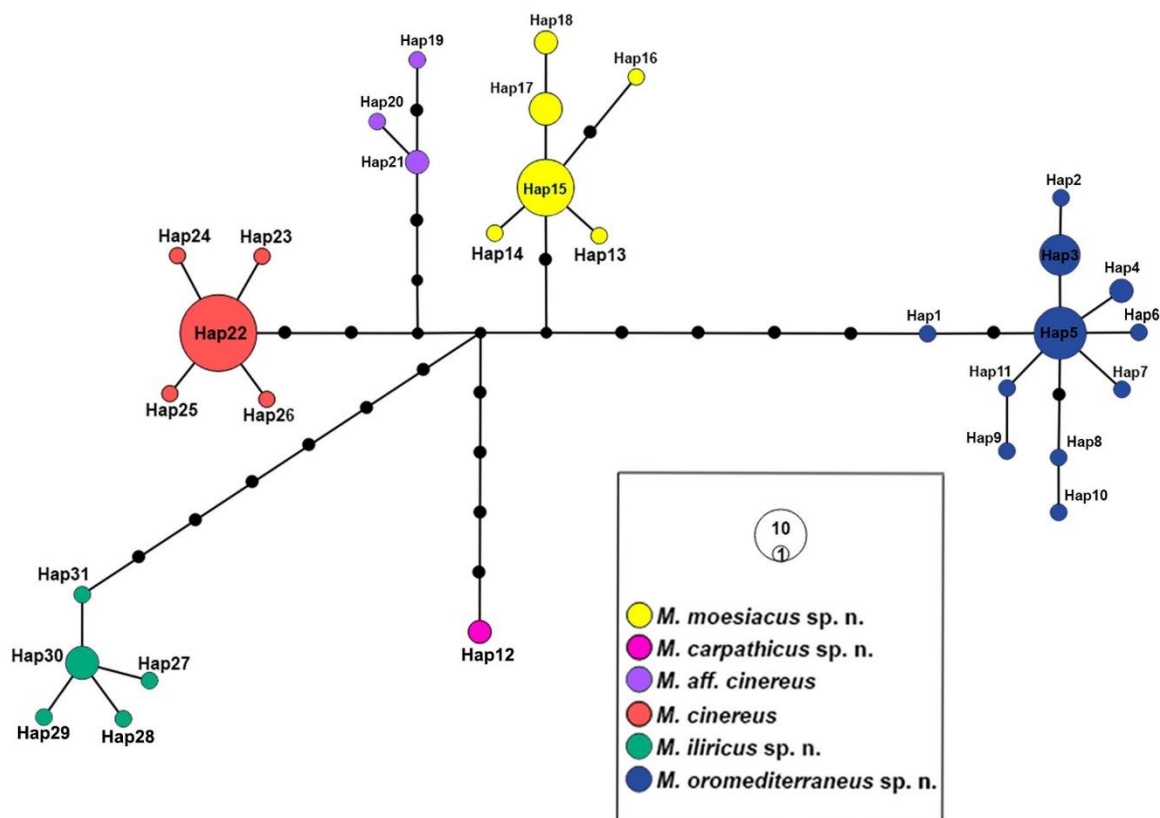 Hap18
Hap19
Hap16
Hap17
Hap20
Hap21
Hap15
Hap2
Hap14
Hap13
Hap24
Hap23
Hap3
Hap4
Hap6
Hap22
Hap1
Hap5
Hap11
Hap7
Hap25
Hap26
Hap9
Hap8
Hap10
10
1
Hap31
Hap30
Hap27
Hap29
Hap28
Hap12
M. moesiacus sp. n.
M. carpathicus sp. n.
M. aff. cinereus
M. cinereus
M. iliricus sp. n.
M. oromediterraneus sp. n.